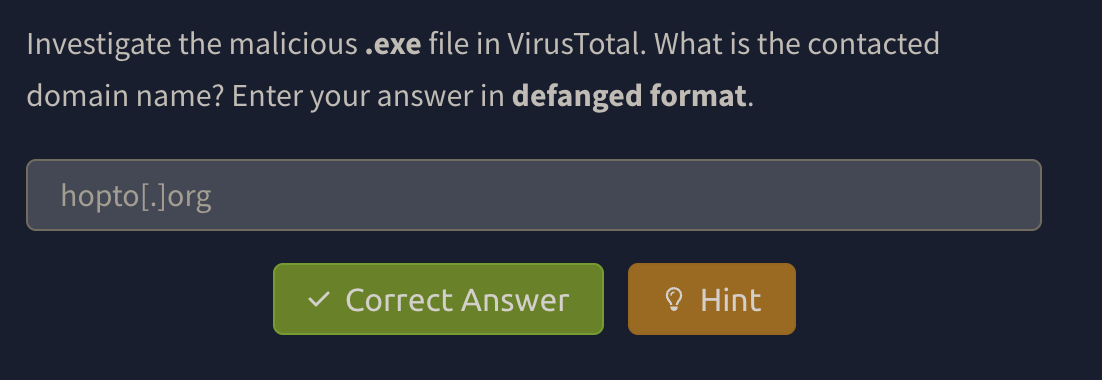 Investigate the malicious .exe file in VirusTotal. What is the contacted
domain name? Enter your answer in defanged format.
hopto[.]org
Correct Answer
Hint